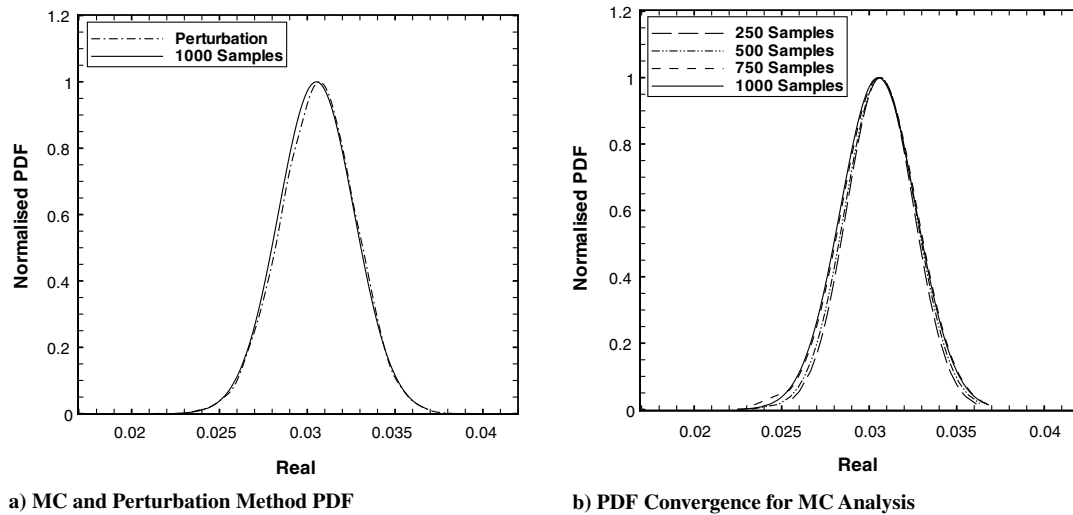 1.2
1
0.8
0.6
0.4
0.2
0
Normalised PDF
Perturbation
1000 Samples
0.02 0.025 0.03 0.035 0.04
Real
a) MC and Perturbation Method PDF
1.2
1
0.8
0.6
0.4
0.2
0
Normalised PDF
250 Samples
500 Samples
750 Samples
1000 Samples
0.02 0.025 0.03 0.035 0.04
Real
b) PDF Convergence for MC Analysis